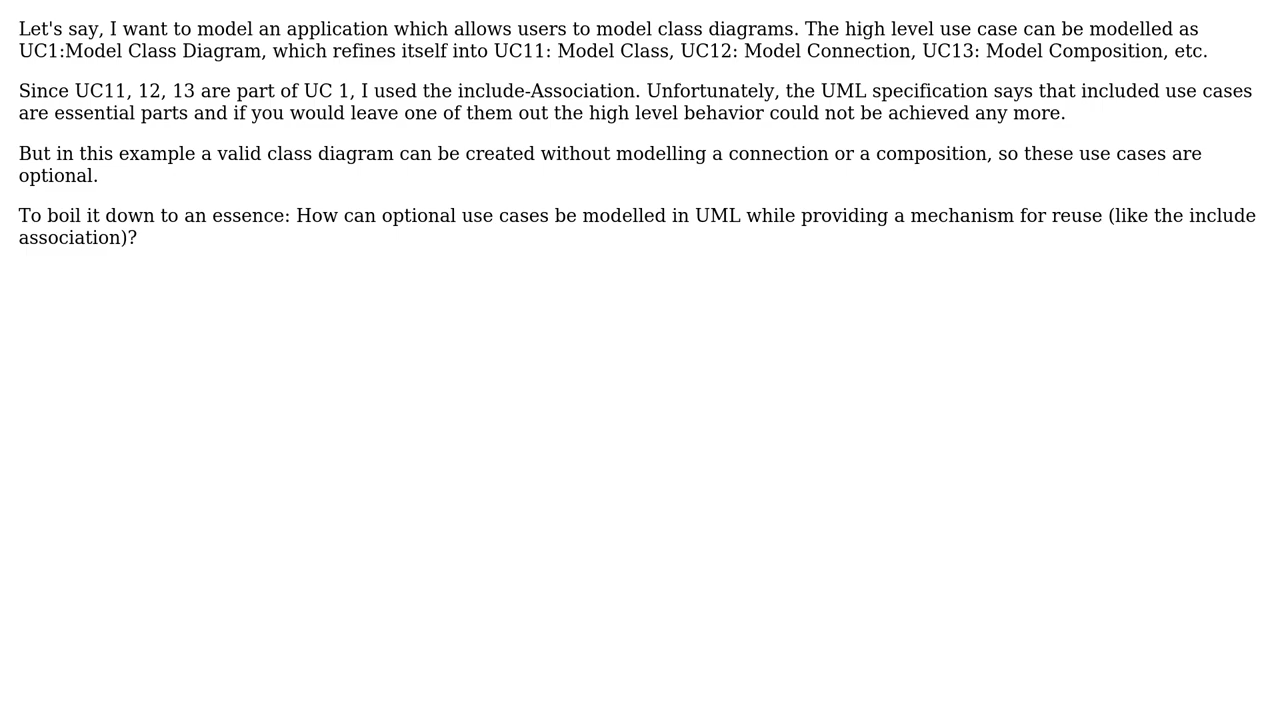 Let's say, I want to model an application which allows users to model class diagrams. The high level use case can be modelled as
UC1:Model Class Diagram, which refines itself into UC11: Model Class, UC12: Model Connection, UC13: Model Composition, etc.
Since UC11, 12, 13 are part of UC 1, I used the include-Association. Unfortunately, the UML specification says that included use cases
are essential parts and if you would leave one of them out the high level behavior could not be achieved any more.
But in this example a valid class diagram can be created without modelling a connection or a composition, so these use cases are
optional.
To boil it down to an essence: How can optional use cases be modelled in UML while providing a mechanism for reuse (like the include
association)?